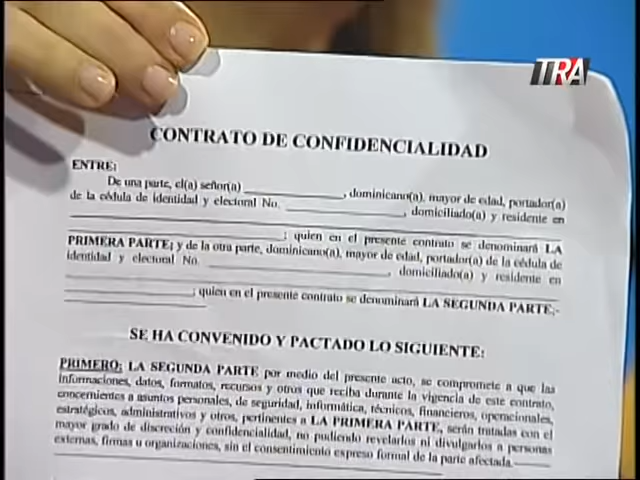 TRA
CONTRATO DE CONFIDENCIALIDAD
ENTRE:
De una parte, el(a) señor(a) ____________________, dominicano(a), mayor de edad, portador(a)
de la cédula de identidad y electoral No. ____________________, domiciliado(a) y residente en
____________________; quien en el presente contrato se denominará LA
PRIMERA PARTE; y de la otra parte, dominicano(a), mayor de edad, portador(a) de la cédula de
identidad y electoral No. ____________________, domiciliado(a) y residente en
____________________; quien en el presente contrato se denominará LA SEGUNDA PARTE,-
SE HA CONVENIDO Y PACTADO LO SIGUIENTE:
PRIMERO: LA SEGUNDA PARTE por medio del presente acto, se compromete a que las
informaciones, datos, formatos, recursos y otros que reciba durante la vigencia de este contrato,
concernientes a asuntos personales, de seguridad, informática, técnicos, financieros, operacionales,
estratégicos, administrativos y otros, pertinentes a LA PRIMERA PARTE, serán tratadas con el
mayor grado de discreción y confidencialidad, no pudiendo revelarlos ni divulgarlos a personas
externas, firmas u organizaciones, sin el consentimiento expreso formal de la parte afectada.